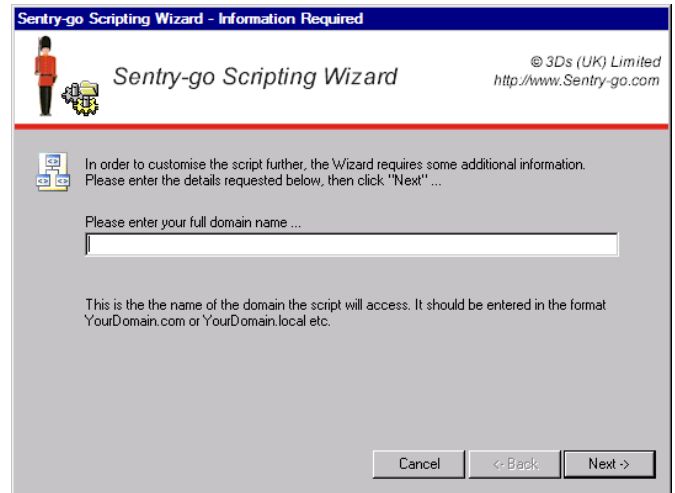 Sentry-go Scripting Wizard - Information Required
Sentry-go Scripting Wizard
© 3Ds (UK) Limited
http://www.Sentry-go.com
In order to customise the script further, the Wizard requires some additional information.
Please enter the details requested below, then click "Next" ...
Please enter your full domain name ...
This is the the name of the domain the script will access. It should be entered in the format
YourDomain.com or YourDomain.local etc.
Cancel
<- Back
Next ->